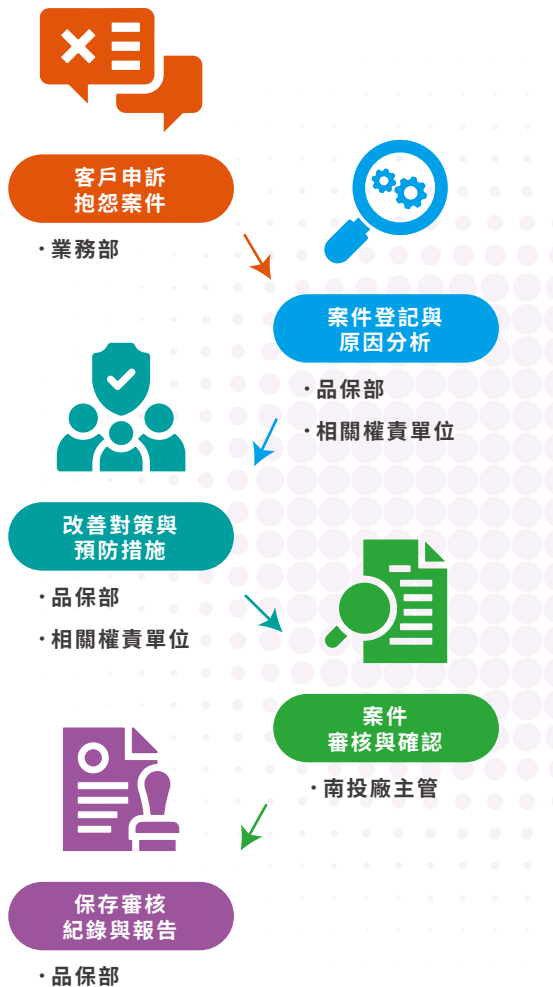 客戶申訴
抱怨案件
・業務部
案件登記與
原因分析
・品保部
・相關權責單位
改善對策與
預防措施
・品保部
・相關權責單位
案件
審核與確認
・南投廠主管
保存審核
紀錄與報告
・品保部